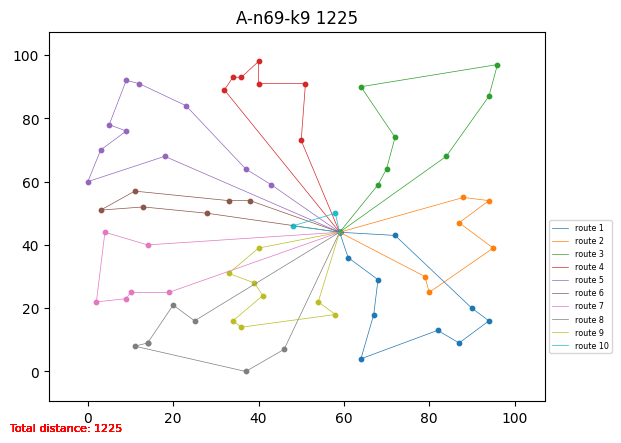 A-n69-k9 1225
100
80
60
40
20
0
0 20 40 60 80 100
route 1
route 2
route 3
route 4
route 5
route 6
route 7
route 8
route 9
route 10
Total distance: 1225